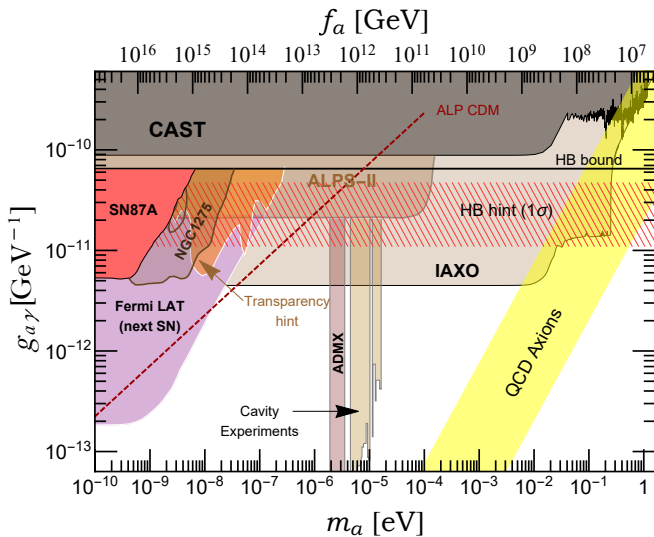 f_a [GeV]
10^16 10^15 10^14 10^13 10^12 10^11 10^10 10^9 10^8 10^7
ALP CDM
CAST
HB bound
ALPS-II
SN87A
HB hint (1σ)
NGC1275
IAXO
Fermi LAT
(next SN)
Transparency
hint
ADMX
QCD Axions
Cavity
Experiments
g_aγ [GeV^-1]
10^-10
10^-11
10^-12
10^-13
10^-10 10^-9 10^-8 10^-7 10^-6 10^-5 10^-4 10^-3 10^-2 10^-1 1
m_a [eV]